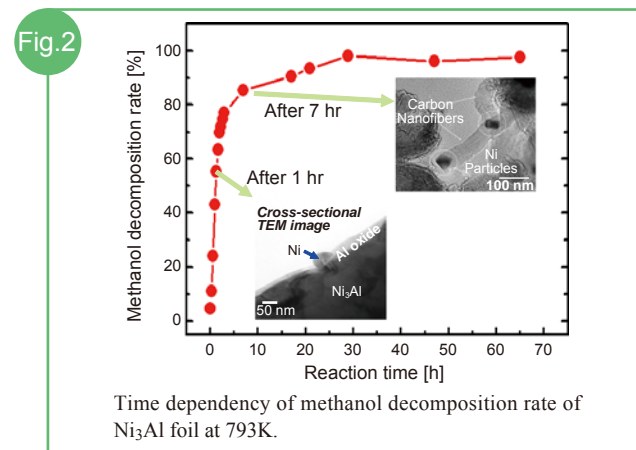 Fig.2
Methanol decomposition rate [%]
100
80
60
40
20
0
After 7 hr
Carbon
Nanofibers
Ni
Particles
100 nm
After 1 hr
Cross-sectional
TEM image
Ni
Al oxide
Ni₃Al
50 nm
0 10 20 30 40 50 60 70
Reaction time [h]
Time dependency of methanol decomposition rate of
Ni₃Al foil at 793K.